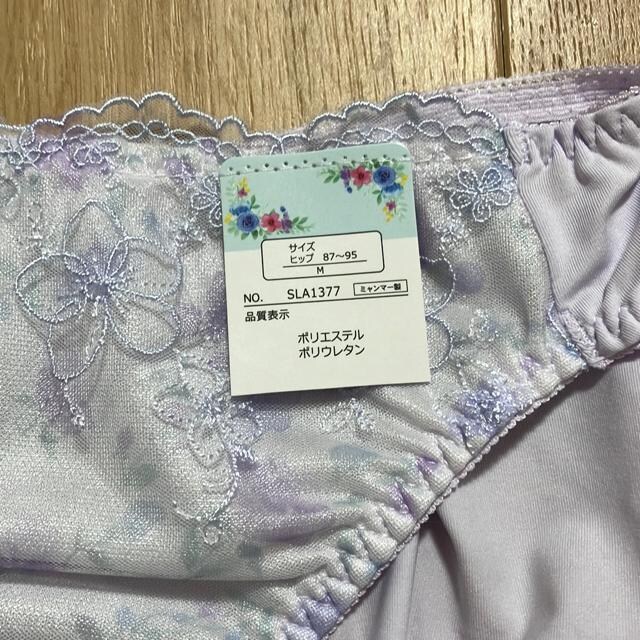 サイズ
ヒップ 87～95
M
NO. SLA1377 ミャンマー製
品質表示
ポリエステル
ポリウレタン